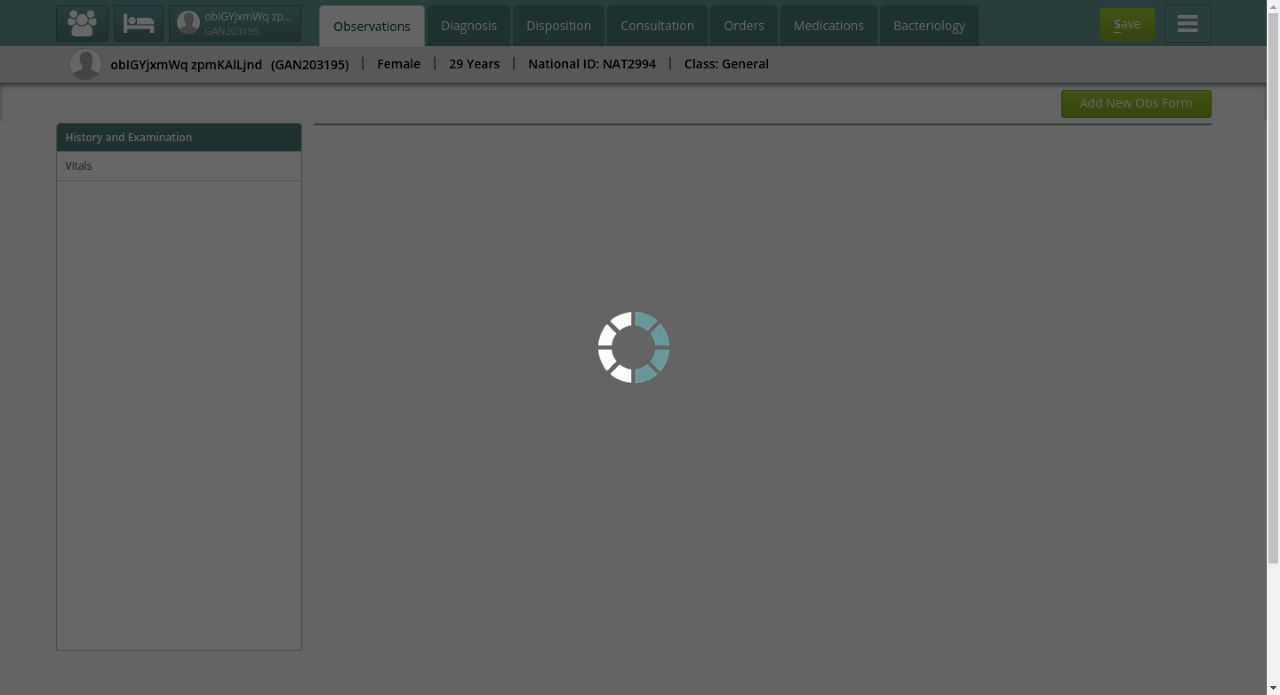 obIGYjxmWq zp...
GAN203195
Observations
Diagnosis
Disposition
Consultation
Orders
Medications
Bacteriology
Save
obIGYjxmWq zpmKAlLjnd (GAN203195) | Female | 29 Years | National ID: NAT2994 | Class: General
Add New Obs Form
History and Examination
Vitals